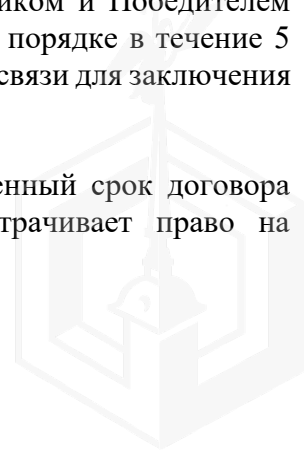 иком и Победителем
порядке в течение 5
связи для заключения
енный срок договора
трачивает право на